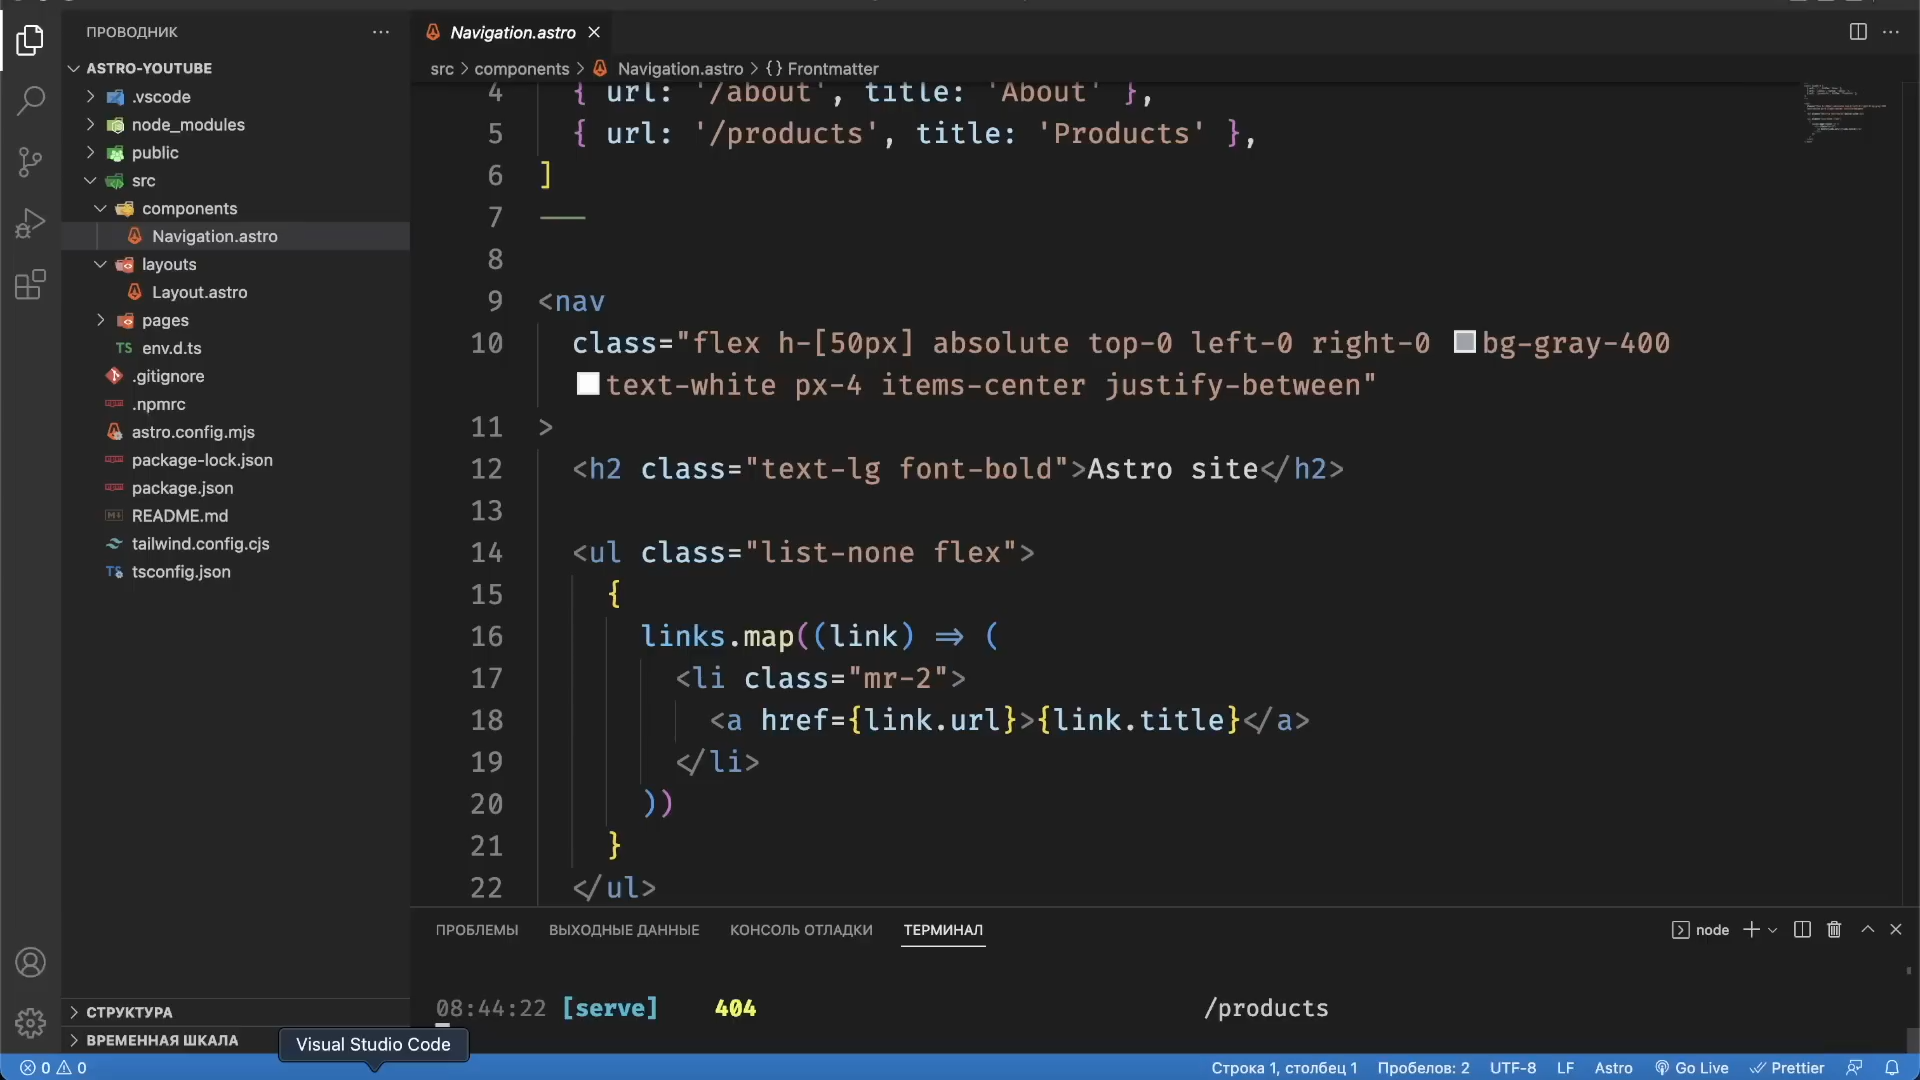 ПРОВОДНИК
ASTRO-YOUTUBE
.vscode
node_modules
public
src
components
Navigation.astro
layouts
Layout.astro
pages
TS env.d.ts
.gitignore
.npmrc
astro.config.mjs
package-lock.json
package.json
README.md
tailwind.config.cjs
tsconfig.json
СТРУКТУРА
ВРЕМЕННАЯ ШКАЛА
Navigation.astro
src > components > Navigation.astro > {} Frontmatter
4 { url: '/about', title: 'About' },
5 { url: '/products', title: 'Products' },
6 ]
7 ---
8
9 <nav
10 class="flex h-[50px] absolute top-0 left-0 right-0 bg-gray-400
text-white px-4 items-center justify-between"
11 >
12 <h2 class="text-lg font-bold">Astro site</h2>
13
14 <ul class="list-none flex">
15 {
16 links.map((link) => (
17 <li class="mr-2">
18 <a href={link.url}>{link.title}</a>
19 </li>
20 ))
21 }
22 </ul>
ПРОБЛЕМЫ ВЫХОДНЫЕ ДАННЫЕ КОНСОЛЬ ОТЛАДКИ ТЕРМИНАЛ
node
08:44:22 [serve] 404 /products
Visual Studio Code
0 0 Строка 1, столбец 1 Пробелов: 2 UTF-8 LF Astro Go Live Prettier